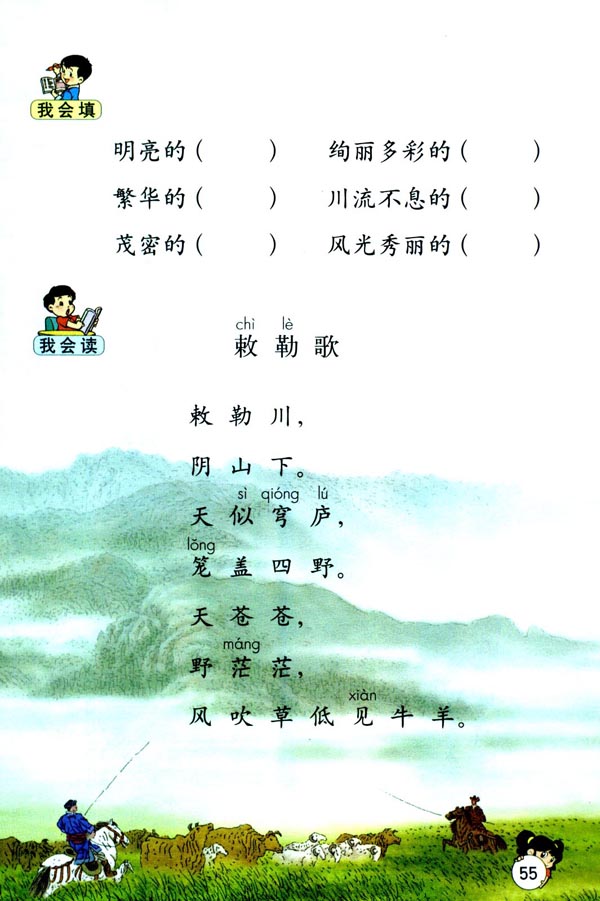 我会填
明亮的(　　) 绚丽多彩的(　　)
繁华的(　　) 川流不息的(　　)
茂密的(　　) 风光秀丽的(　　)
我会读
chì lè
敕勒歌
敕勒川，
阴山下。
sì qióng lú
天似穹庐，
lǒng
笼盖四野。
天苍苍，
máng
野茫茫，
xiàn
风吹草低见牛羊。
55